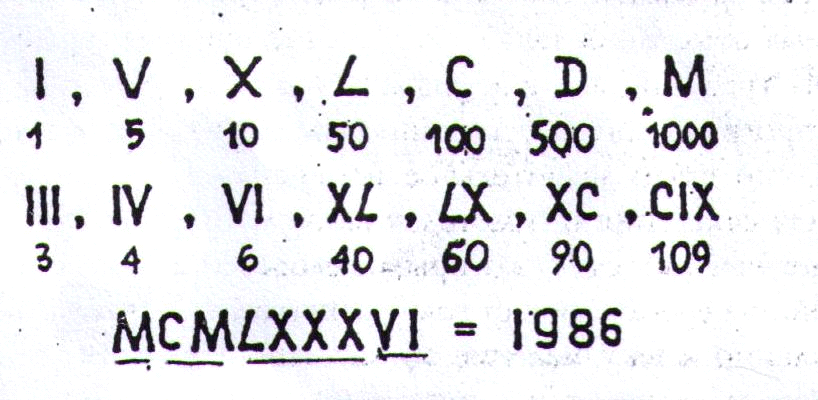 I, V, X, L, C, D, M
1 5 10 50 100 500 1000
III, IV, VI, XL, LX, XC, CIX
3 4 6 40 60 90 109
MCMLXXXVI = 1986